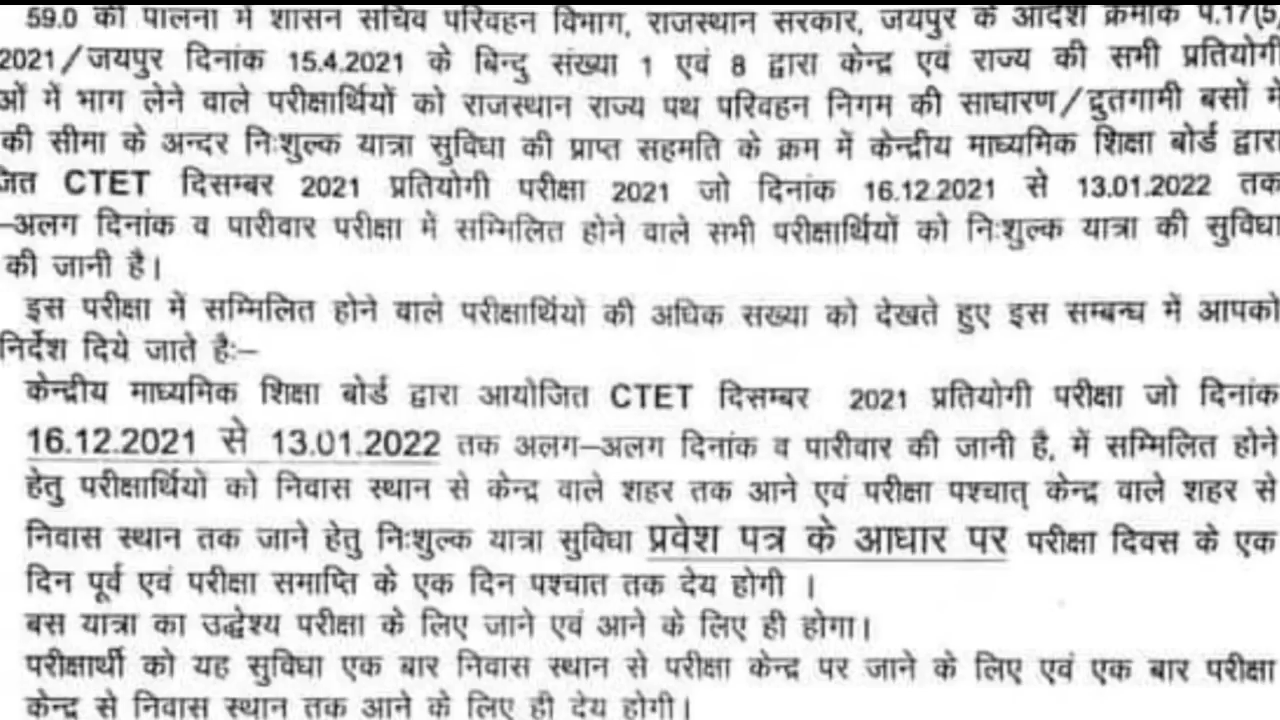 59.0 की पालना में शासन सचिव परिवहन विभाग, राजस्थान सरकार, जयपुर के आदेश क्रमांक प.17(5
2021/जयपुर दिनांक 15.4.2021 के बिन्दु संख्या 1 एवं 8 द्वारा केन्द्र एवं राज्य की सभी प्रतियोगी
ओं में भाग लेने वाले परीक्षार्थियों को राजस्थान राज्य पथ परिवहन निगम की साधारण/द्रुतगामी बसों में
की सीमा के अन्दर निःशुल्क यात्रा सुविधा की प्राप्त सहमति के क्रम में केन्द्रीय माध्यमिक शिक्षा बोर्ड द्वारा
जित CTET दिसम्बर 2021 प्रतियोगी परीक्षा 2021 जो दिनांक 16.12.2021 से 13.01.2022 तक
–अलग दिनांक व पारीवार परीक्षा में सम्मिलित होने वाले सभी परीक्षार्थियों को निःशुल्क यात्रा की सुविधा
की जानी है।
इस परीक्षा में सम्मिलित होने वाले परीक्षार्थियो की अधिक संख्या को देखते हुए इस सम्बन्ध में आपको
निर्देश दिये जाते हैः–
केन्द्रीय माध्यमिक शिक्षा बोर्ड द्वारा आयोजित CTET दिसम्बर 2021 प्रतियोगी परीक्षा जो दिनांक
16.12.2021 से 13.01.2022 तक अलग–अलग दिनांक व पारीवार की जानी है, में सम्मिलित होने
हेतु परीक्षार्थियों को निवास स्थान से केन्द्र वाले शहर तक आने एवं परीक्षा पश्चात् केन्द्र वाले शहर से
निवास स्थान तक जाने हेतु निःशुल्क यात्रा सुविधा प्रवेश पत्र के आधार पर परीक्षा दिवस के एक
दिन पूर्व एवं परीक्षा समाप्ति के एक दिन पश्चात तक देय होगी ।
बस यात्रा का उद्धेश्य परीक्षा के लिए जाने एवं आने के लिए ही होगा।
परीक्षार्थी को यह सुविधा एक बार निवास स्थान से परीक्षा केन्द्र पर जाने के लिए एवं एक बार परीक्षा
केन्द्र से निवास स्थान तक आने के लिए ही देय होगी।